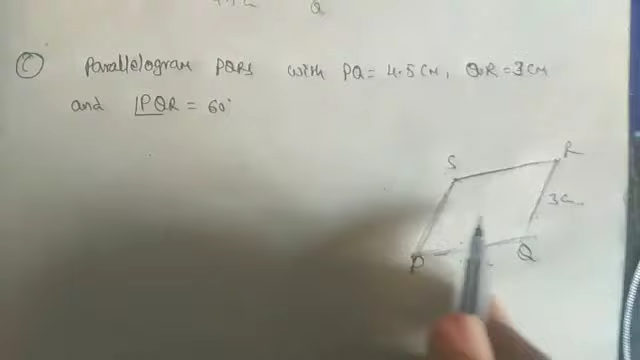 (C) Parallelogram PQRS with PQ = 4.5 cm, QR = 3 cm
and ∠PQR = 60°
S
R
3 cm
P
Q